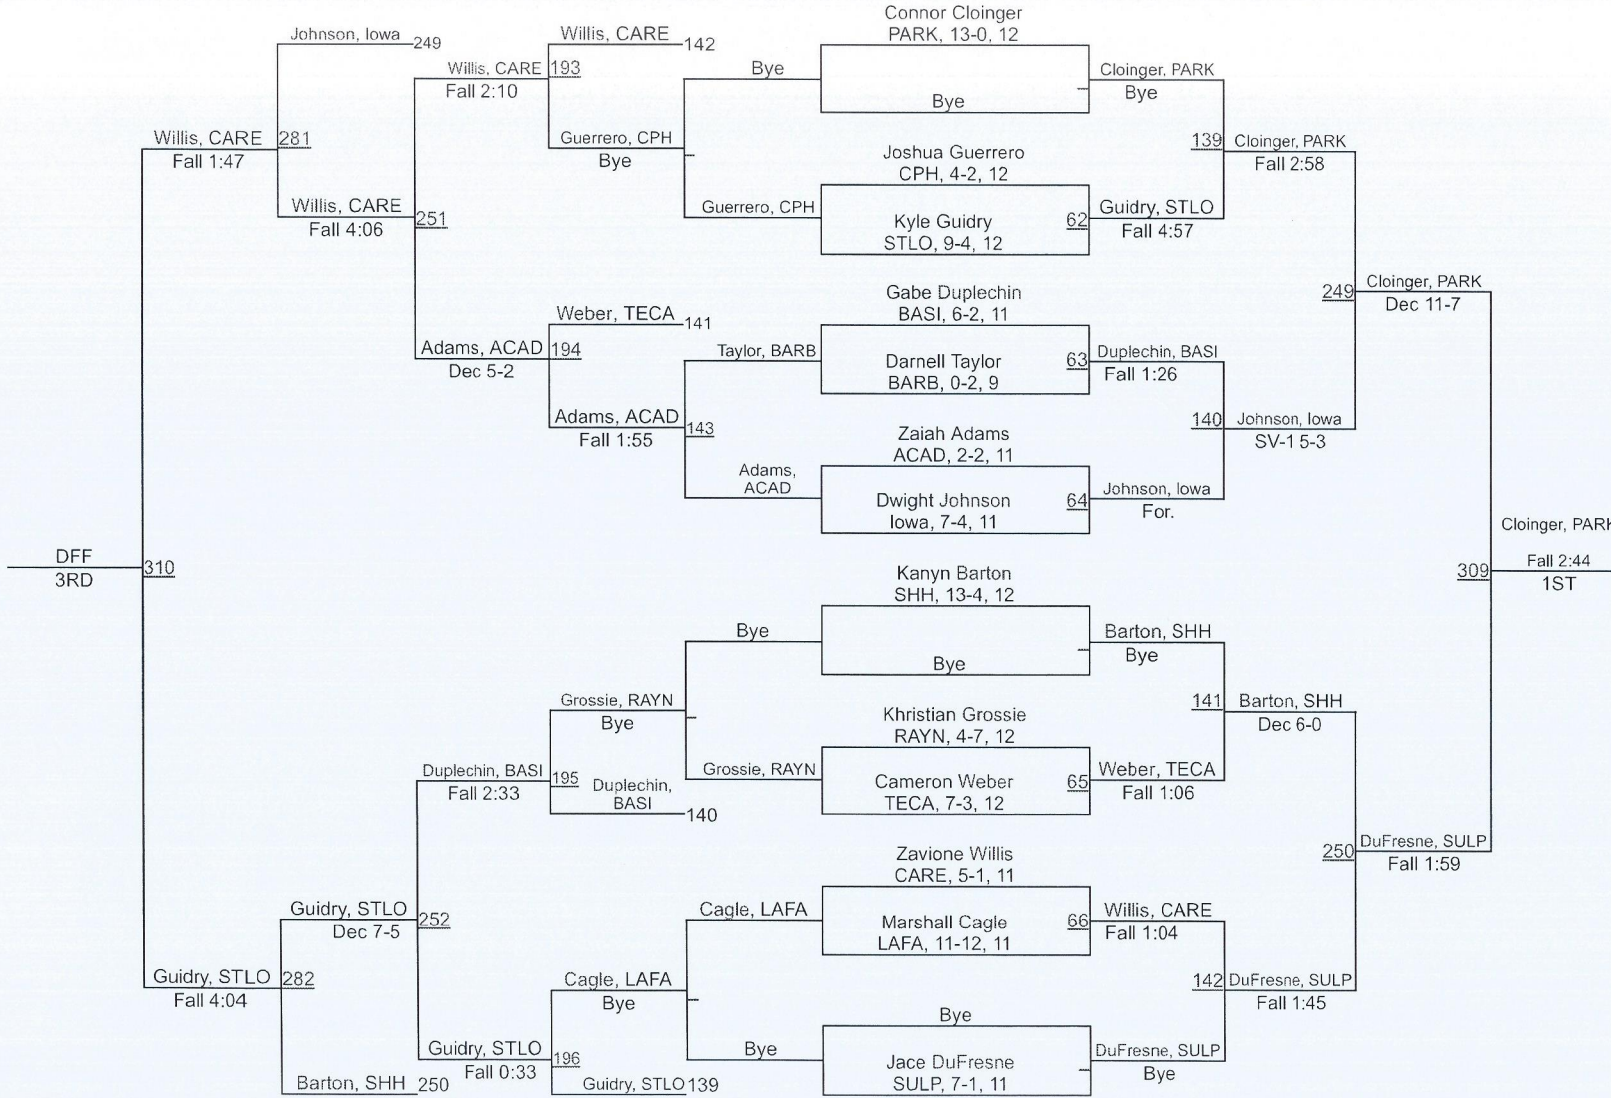 Connor Cloinger
PARK, 13-0, 12
Johnson, Iowa 249
Willis, CARE 142
Willis, CARE 193
Fall 2:10
Bye
Bye
Cloinger, PARK
Bye
Willis, CARE 281
Fall 1:47
Guerrero, CPH
Bye
139 Cloinger, PARK
Fall 2:58
Joshua Guerrero
CPH, 4-2, 12
Willis, CARE 251
Fall 4:06
Guerrero, CPH
Kyle Guidry 62
STLO, 9-4, 12
Guidry, STLO
Fall 4:57
Gabe Duplechin
BASI, 6-2, 11
249 Cloinger, PARK
Dec 11-7
Weber, TECA 141
Adams, ACAD 194
Dec 5-2
Taylor, BARB
Darnell Taylor 63
BARB, 0-2, 9
Duplechin, BASI
Fall 1:26
Adams, ACAD 143
Fall 1:55
140 Johnson, Iowa
SV-1 5-3
Zaiah Adams
ACAD, 2-2, 11
Adams,
ACAD
Dwight Johnson 64
Iowa, 7-4, 11
Johnson, Iowa
For.
DFF 310
3RD
Cloinger, PARK
309 Fall 2:44
1ST
Kanyn Barton
SHH, 13-4, 12
Bye
Bye
Barton, SHH
Bye
Grossie, RAYN
Bye
141 Barton, SHH
Dec 6-0
Khristian Grossie
RAYN, 4-7, 12
Duplechin, BASI 195
Fall 2:33
Duplechin,
BASI 140
Grossie, RAYN
Cameron Weber 65
TECA, 7-3, 12
Weber, TECA
Fall 1:06
250 DuFresne, SULP
Fall 1:59
Zavione Willis
CARE, 5-1, 11
Guidry, STLO 252
Dec 7-5
Cagle, LAFA
Marshall Cagle 66
LAFA, 11-12, 11
Willis, CARE
Fall 1:04
Guidry, STLO 282
Fall 4:04
Cagle, LAFA
Bye
142 DuFresne, SULP
Fall 1:45
Bye
Guidry, STLO 196
Fall 0:33
Bye
Jace DuFresne
SULP, 7-1, 11
DuFresne, SULP
Bye
Barton, SHH 250
Guidry, STLO 139